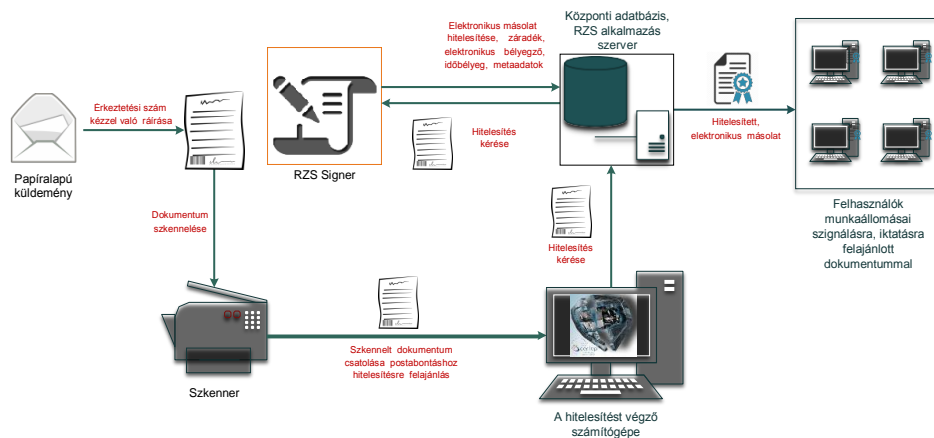 Elektronikus másolat
hitelesítése, záradék,
elektronikus bélyegző,
időbélyeg, metaadatok
Központi adatbázis,
RZS alkalmazás
szerver
Erkeztetési szám
kézzel való ráírása
Hitelesítés
kérése
Hitelesített,
elektronikus másolat
Papíralapú
küldemény
RZS Signer
Dokumentum
szkennelése
Hitelesítés
kérése
Felhasználók
munkaállomásai
szignálásra, iktatásra
felajánlott
dokumentummal
Szkennelt dokumentum
csatolása postabontáshoz
hitelesítésre felajánlás
Szkenner
A hitelesítést végző
számítógépe